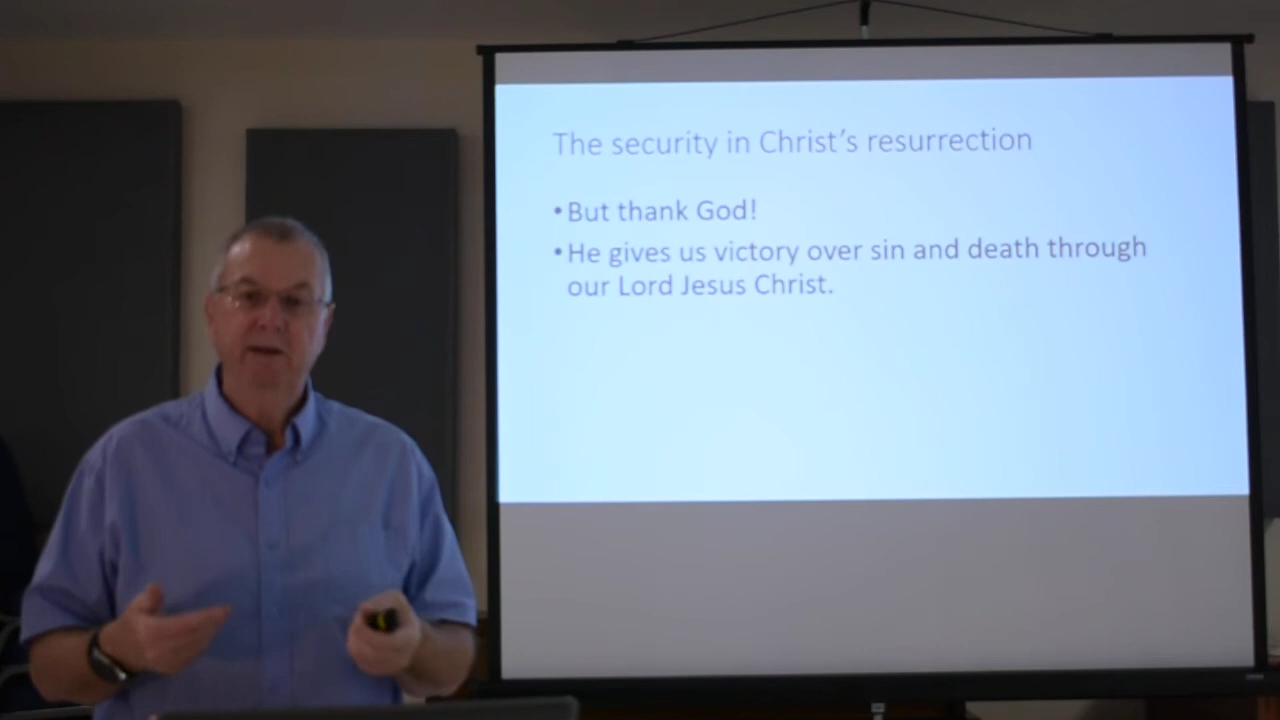 The security in Christ’s resurrection
•But thank God!
•He gives us victory over sin and death through
our Lord Jesus Christ.